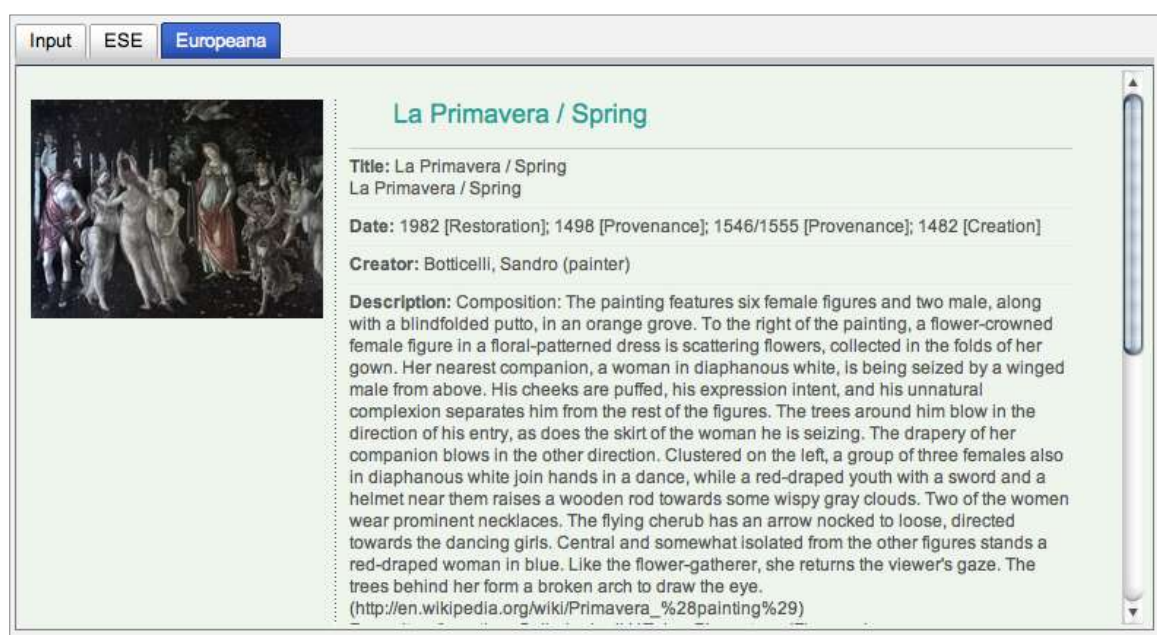 Input ESE Europeana
La Primavera / Spring
Title: La Primavera / Spring
La Primavera / Spring
Date: 1982 [Restoration]; 1498 [Provenance]; 1546/1555 [Provenance]; 1482 [Creation]
Creator: Botticelli, Sandro (painter)
Description: Composition: The painting features six female figures and two male, along
with a blindfolded putto, in an orange grove. To the right of the painting, a flower-crowned
female figure in a floral-patterned dress is scattering flowers, collected in the folds of her
gown. Her nearest companion, a woman in diaphanous white, is being seized by a winged
male from above. His cheeks are puffed, his expression intent, and his unnatural
complexion separates him from the rest of the figures. The trees around him blow in the
direction of his entry, as does the skirt of the woman he is seizing. The drapery of her
companion blows in the other direction. Clustered on the left, a group of three females also
in diaphanous white join hands in a dance, while a red-draped youth with a sword and a
helmet near them raises a wooden rod towards some wispy gray clouds. Two of the women
wear prominent necklaces. The flying cherub has an arrow nocked to loose, directed
towards the dancing girls. Central and somewhat isolated from the other figures stands a
red-draped woman in blue. Like the flower-gatherer, she returns the viewer's gaze. The
trees behind her form a broken arch to draw the eye.
(http://en.wikipedia.org/wiki/Primavera_%28painting%29)